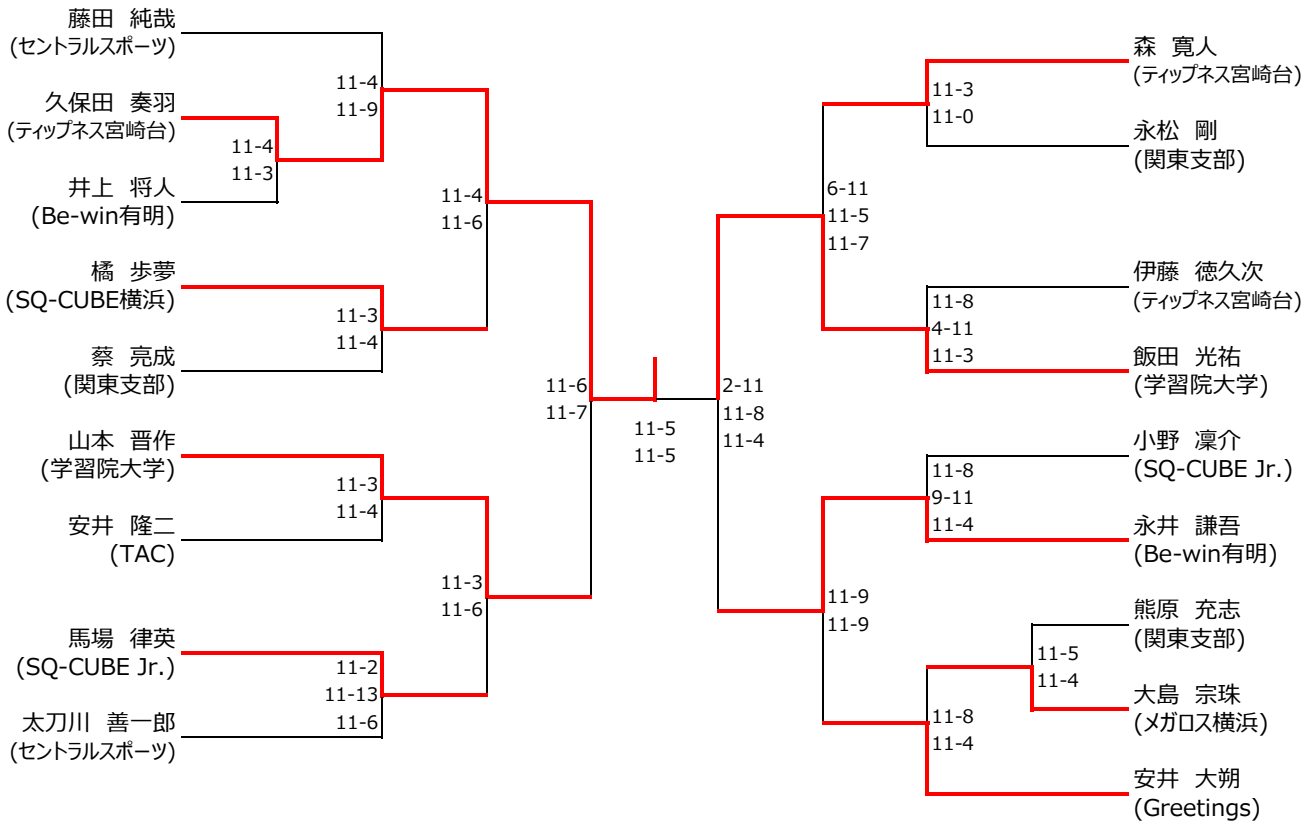 藤田 純哉
(セントラルスポーツ)
11-4
11-9
久保田 奏羽
(ティップネス宮崎台)
11-4
11-3
井上 将人
(Be-win有明)
11-4
11-6
橘 歩夢
(SQ-CUBE横浜)
11-3
11-4
蔡 亮成
(関東支部)
11-6
11-7
山本 晋作
(学習院大学)
11-3
11-4
安井 隆二
(TAC)
11-3
11-6
馬場 律英
(SQ-CUBE Jr.)
11-2
11-13
11-6
太刀川 善一郎
(セントラルスポーツ)
11-5
11-5
森 寛人
(ティップネス宮崎台)
11-3
11-0
永松 剛
(関東支部)
6-11
11-5
11-7
伊藤 徳久次
(ティップネス宮崎台)
11-8
4-11
11-3
飯田 光祐
(学習院大学)
2-11
11-8
11-4
小野 凜介
(SQ-CUBE Jr.)
11-8
9-11
11-4
永井 謙吾
(Be-win有明)
11-9
11-9
熊原 充志
(関東支部)
11-5
11-4
大島 宗珠
(メガロス横浜)
11-8
11-4
安井 大朔
(Greetings)